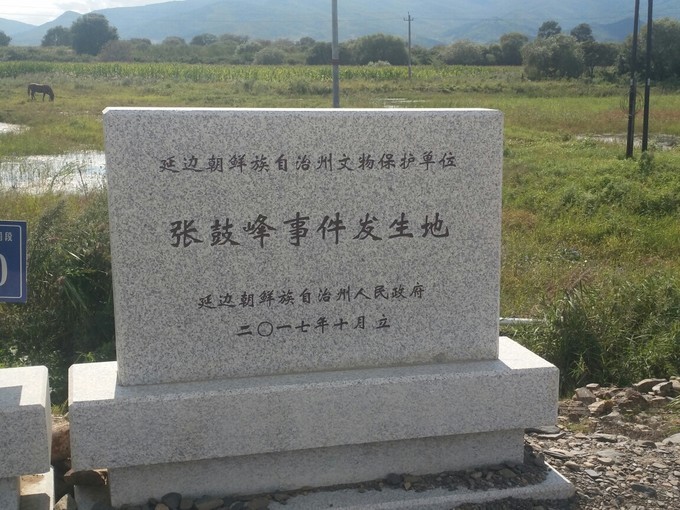 延边朝鲜族自治州文物保护单位
张鼓峰事件发生地
延边朝鲜族自治州人民政府
二〇一七年十月立
段
0